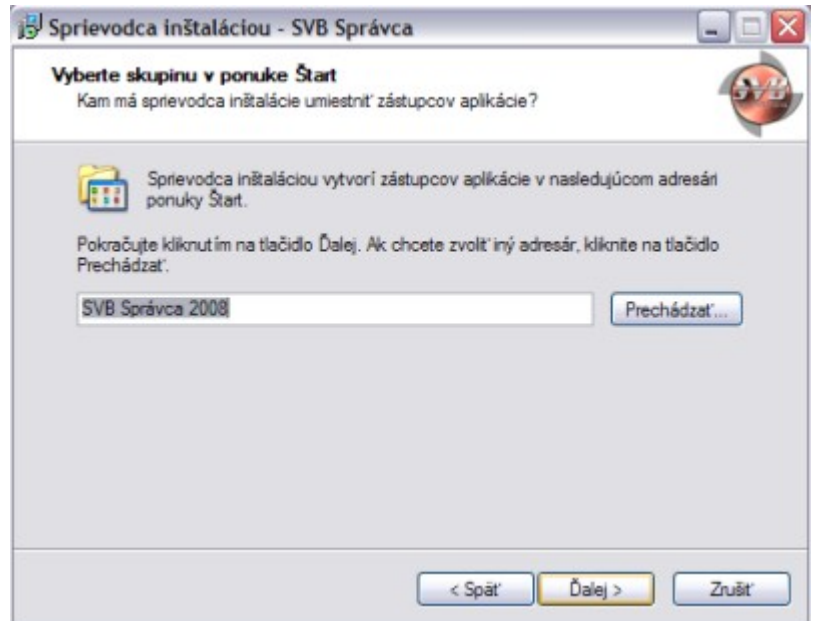 Sprievodca inštaláciou - SVB Správca
Vyberte skupinu v ponuke Štart
Kam má sprievodca inštalácie umiestniť zástupcov aplikácie?
SVB
Sprievodca inštaláciou vytvorí zástupcov aplikácie v nasledujúcom adresári
ponuky Štart.
Pokračujte kliknutím na tlačidlo Ďalej. Ak chcete zvoliť iný adresár, kliknite na tlačidlo
Prechádzať.
SVB Správca 2008
Prechádzať...
< Späť
Ďalej >
Zrušiť